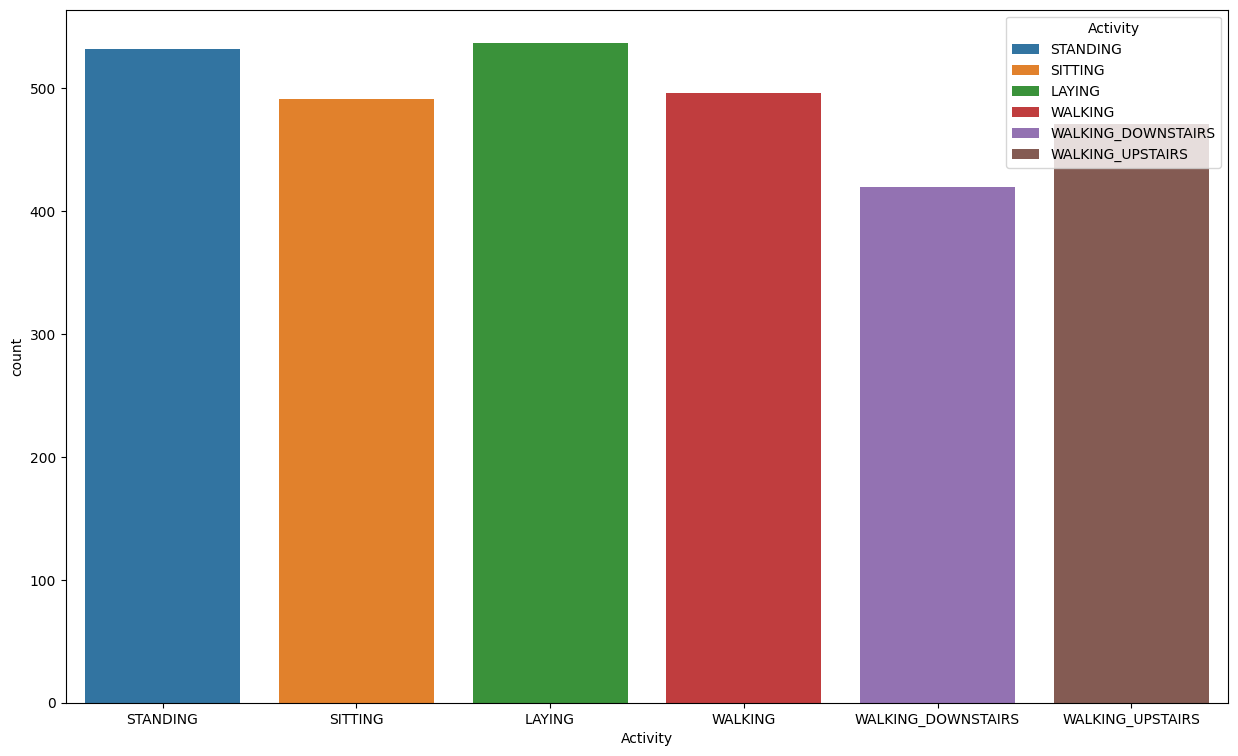 Activity
STANDING
SITTING
LAYING
WALKING
WALKING_DOWNSTAIRS
WALKING_UPSTAIRS
500
400
300
200
100
0
count
STANDING SITTING LAYING WALKING WALKING_DOWNSTAIRS WALKING_UPSTAIRS
Activity